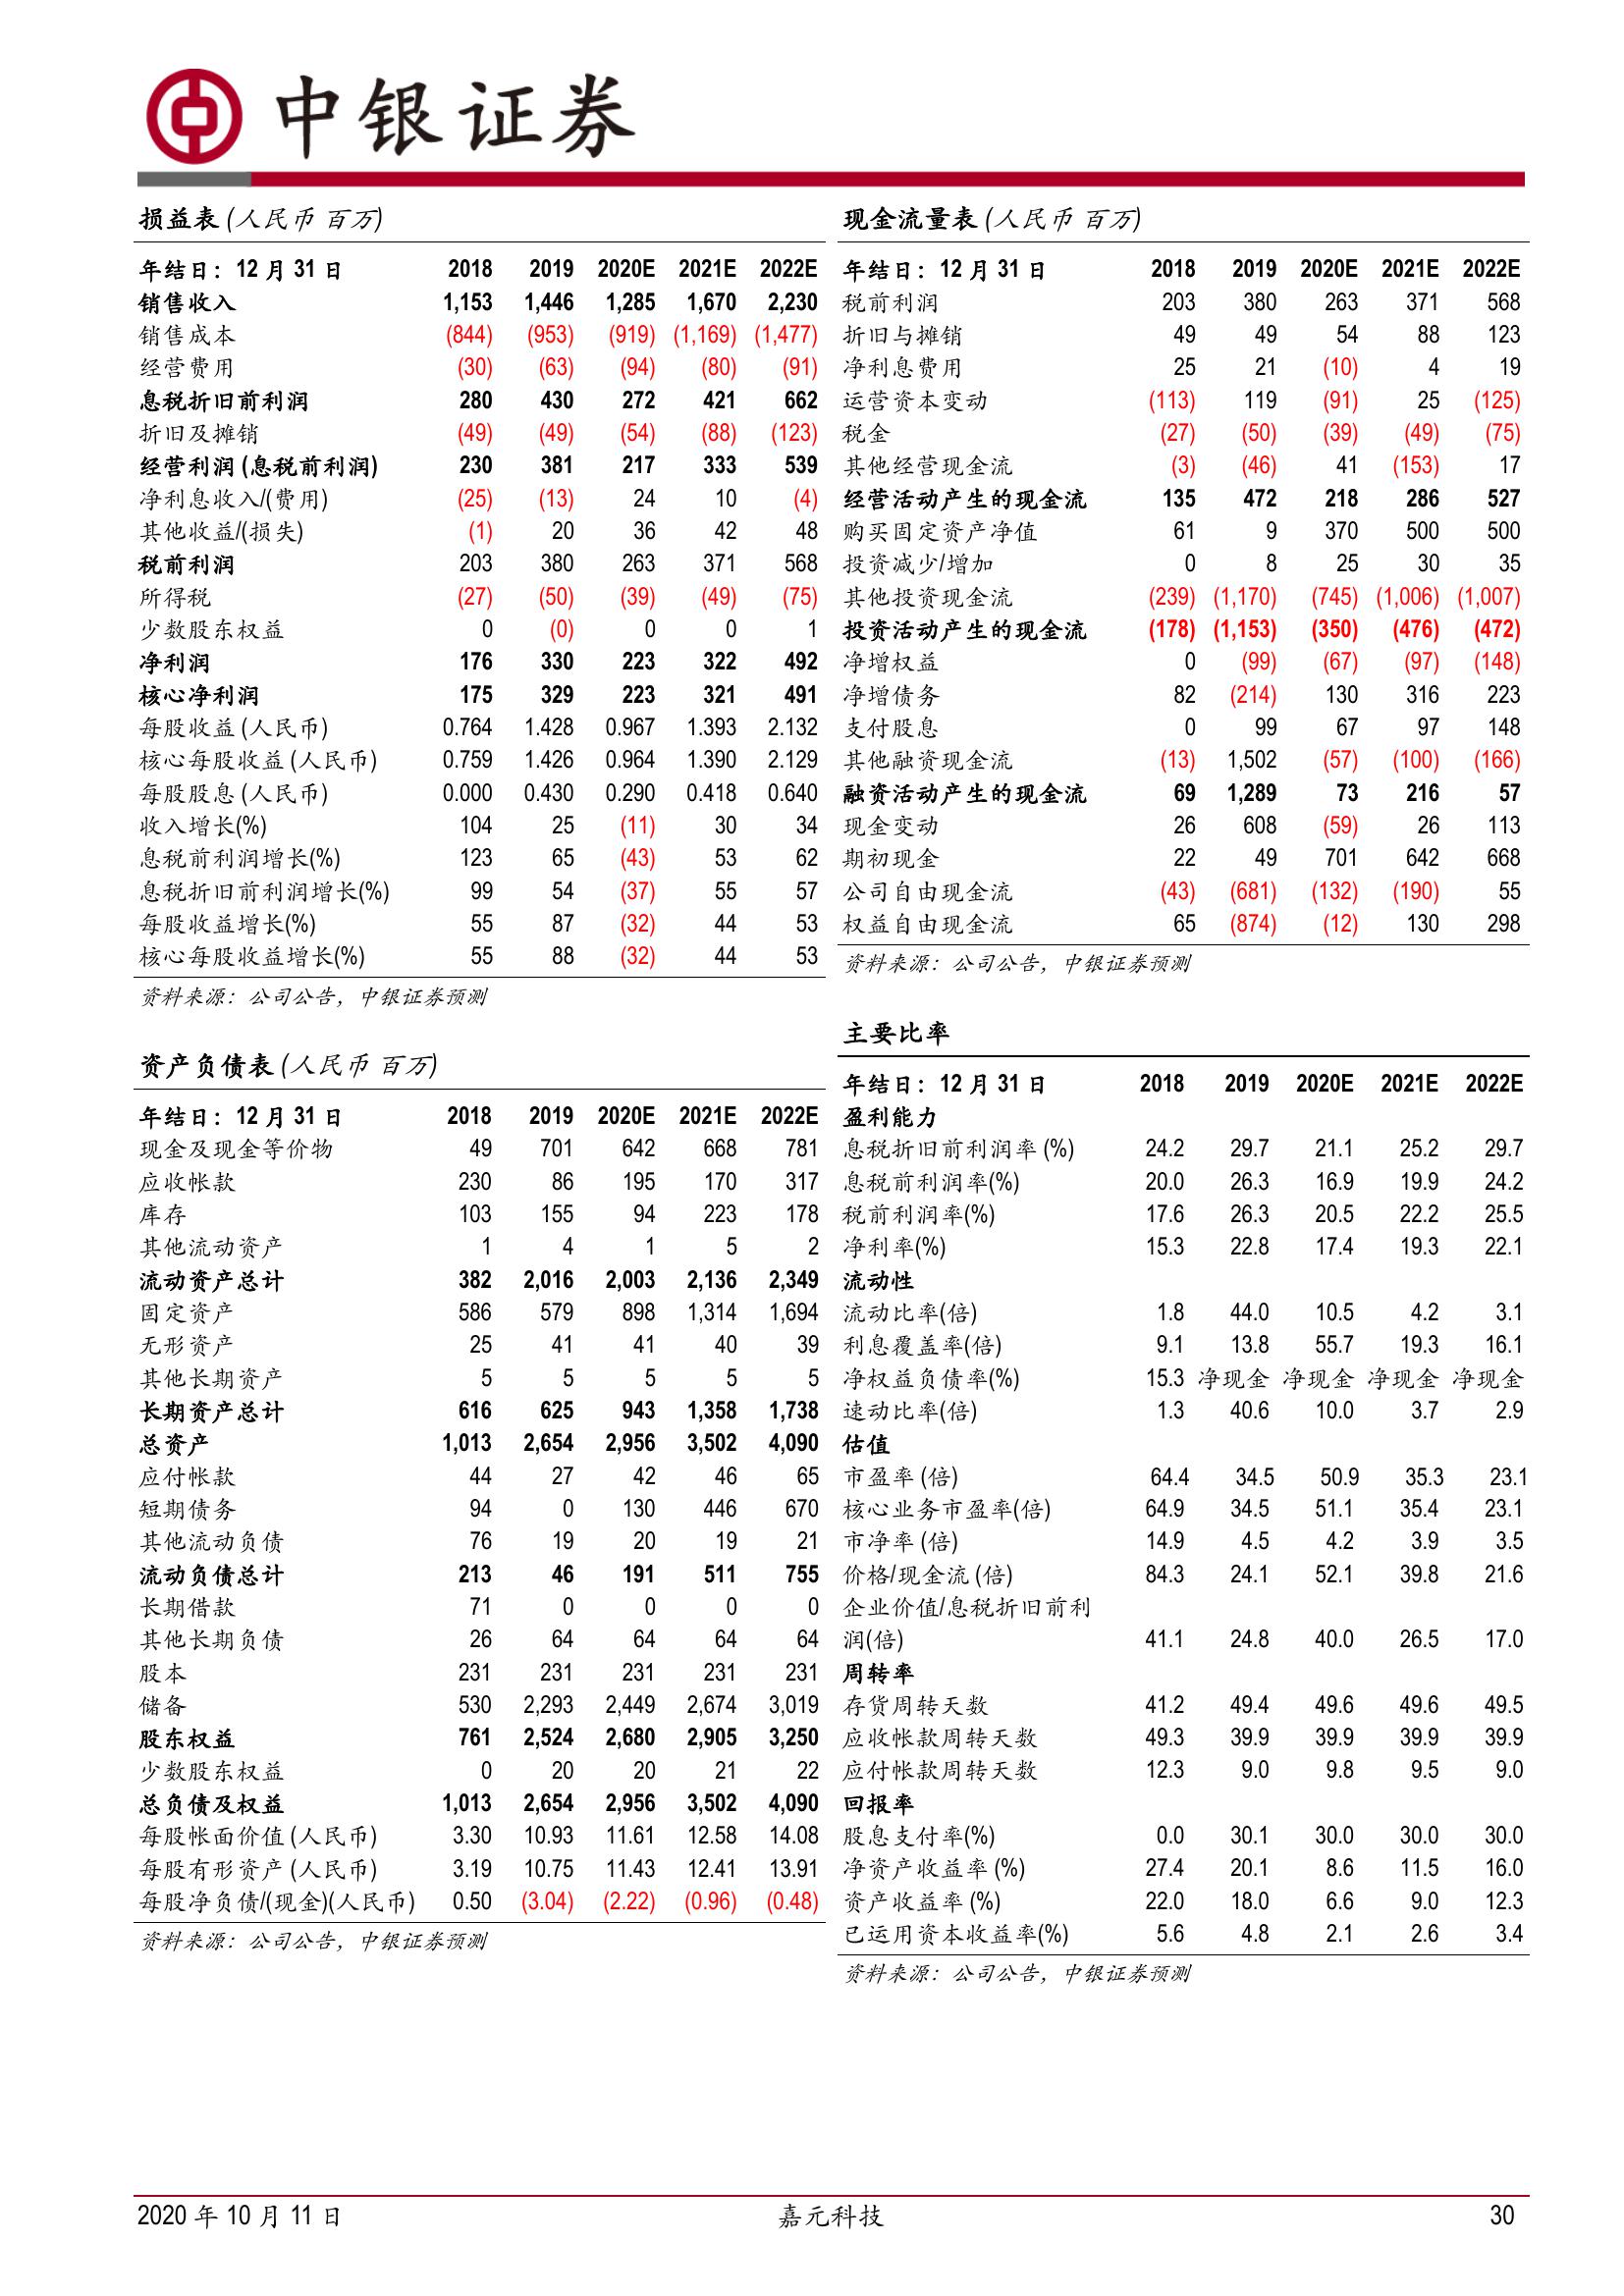 中银证券
损益表 (人民币 百万)
年结日：12 月 31 日 2018 2019 2020E 2021E 2022E
销售收入 1,153 1,446 1,285 1,670 2,230
销售成本 (844) (953) (919) (1,169) (1,477)
经营费用 (30) (63) (94) (80) (91)
息税折旧前利润 280 430 272 421 662
折旧及摊销 (49) (49) (54) (88) (123)
经营利润 (息税前利润) 230 381 217 333 539
净利息收入/(费用) (25) (13) 24 10 (4)
其他收益/(损失) (1) 20 36 42 48
税前利润 203 380 263 371 568
所得税 (27) (50) (39) (49) (75)
少数股东权益 0 (0) 0 0 1
净利润 176 330 223 322 492
核心净利润 175 329 223 321 491
每股收益 (人民币) 0.764 1.428 0.967 1.393 2.132
核心每股收益 (人民币) 0.759 1.426 0.964 1.390 2.129
每股股息 (人民币) 0.000 0.430 0.290 0.418 0.640
收入增长(%) 104 25 (11) 30 34
息税前利润增长(%) 123 65 (43) 53 62
息税折旧前利润增长(%) 99 54 (37) 55 57
每股收益增长(%) 55 87 (32) 44 53
核心每股收益增长(%) 55 88 (32) 44 53
资料来源：公司公告，中银证券预测
资产负债表 (人民币 百万)
年结日：12 月 31 日 2018 2019 2020E 2021E 2022E
现金及现金等价物 49 701 642 668 781
应收帐款 230 86 195 170 317
库存 103 155 94 223 178
其他流动资产 1 4 1 5 2
流动资产总计 382 2,016 2,003 2,136 2,349
固定资产 586 579 898 1,314 1,694
无形资产 25 41 41 40 39
其他长期资产 5 5 5 5 5
长期资产总计 616 625 943 1,358 1,738
总资产 1,013 2,654 2,956 3,502 4,090
应付帐款 44 27 42 46 65
短期债务 94 0 130 446 670
其他流动负债 76 19 20 19 21
流动负债总计 213 46 191 511 755
长期借款 71 0 0 0 0
其他长期负债 26 64 64 64 64
股本 231 231 231 231 231
储备 530 2,293 2,449 2,674 3,019
股东权益 761 2,524 2,680 2,905 3,250
少数股东权益 0 20 20 21 22
总负债及权益 1,013 2,654 2,956 3,502 4,090
每股帐面价值 (人民币) 3.30 10.93 11.61 12.58 14.08
每股有形资产 (人民币) 3.19 10.75 11.43 12.41 13.91
每股净负债/(现金)(人民币) 0.50 (3.04) (2.22) (0.96) (0.48)
资料来源：公司公告，中银证券预测
现金流量表 (人民币 百万)
年结日：12 月 31 日 2018 2019 2020E 2021E 2022E
税前利润 203 380 263 371 568
折旧与摊销 49 49 54 88 123
净利息费用 25 21 (10) 4 19
运营资本变动 (113) 119 (91) 25 (125)
税金 (27) (50) (39) (49) (75)
其他经营现金流 (3) (46) 41 (153) 17
经营活动产生的现金流 135 472 218 286 527
购买固定资产净值 61 9 370 500 500
投资减少/增加 0 8 25 30 35
其他投资现金流 (239) (1,170) (745) (1,006) (1,007)
投资活动产生的现金流 (178) (1,153) (350) (476) (472)
净增权益 0 (99) (67) (97) (148)
净增债务 82 (214) 130 316 223
支付股息 0 99 67 97 148
其他融资现金流 (13) 1,502 (57) (100) (166)
融资活动产生的现金流 69 1,289 73 216 57
现金变动 26 608 (59) 26 113
期初现金 22 49 701 642 668
公司自由现金流 (43) (681) (132) (190) 55
权益自由现金流 65 (874) (12) 130 298
资料来源：公司公告，中银证券预测
主要比率
年结日：12 月 31 日 2018 2019 2020E 2021E 2022E
盈利能力
息税折旧前利润率 (%) 24.2 29.7 21.1 25.2 29.7
息税前利润率(%) 20.0 26.3 16.9 19.9 24.2
税前利润率(%) 17.6 26.3 20.5 22.2 25.5
净利率(%) 15.3 22.8 17.4 19.3 22.1
流动性
流动比率(倍) 1.8 44.0 10.5 4.2 3.1
利息覆盖率(倍) 9.1 13.8 55.7 19.3 16.1
净权益负债率(%) 15.3 净现金 净现金 净现金 净现金
速动比率(倍) 1.3 40.6 10.0 3.7 2.9
估值
市盈率 (倍) 64.4 34.5 50.9 35.3 23.1
核心业务市盈率(倍) 64.9 34.5 51.1 35.4 23.1
市净率 (倍) 14.9 4.5 4.2 3.9 3.5
价格/现金流 (倍) 84.3 24.1 52.1 39.8 21.6
企业价值/息税折旧前利
润(倍) 41.1 24.8 40.0 26.5 17.0
周转率
存货周转天数 41.2 49.4 49.6 49.6 49.5
应收帐款周转天数 49.3 39.9 39.9 39.9 39.9
应付帐款周转天数 12.3 9.0 9.8 9.5 9.0
回报率
股息支付率(%) 0.0 30.1 30.0 30.0 30.0
净资产收益率 (%) 27.4 20.1 8.6 11.5 16.0
资产收益率 (%) 22.0 18.0 6.6 9.0 12.3
已运用资本收益率(%) 5.6 4.8 2.1 2.6 3.4
资料来源：公司公告，中银证券预测
2020 年 10 月 11 日 嘉元科技 30